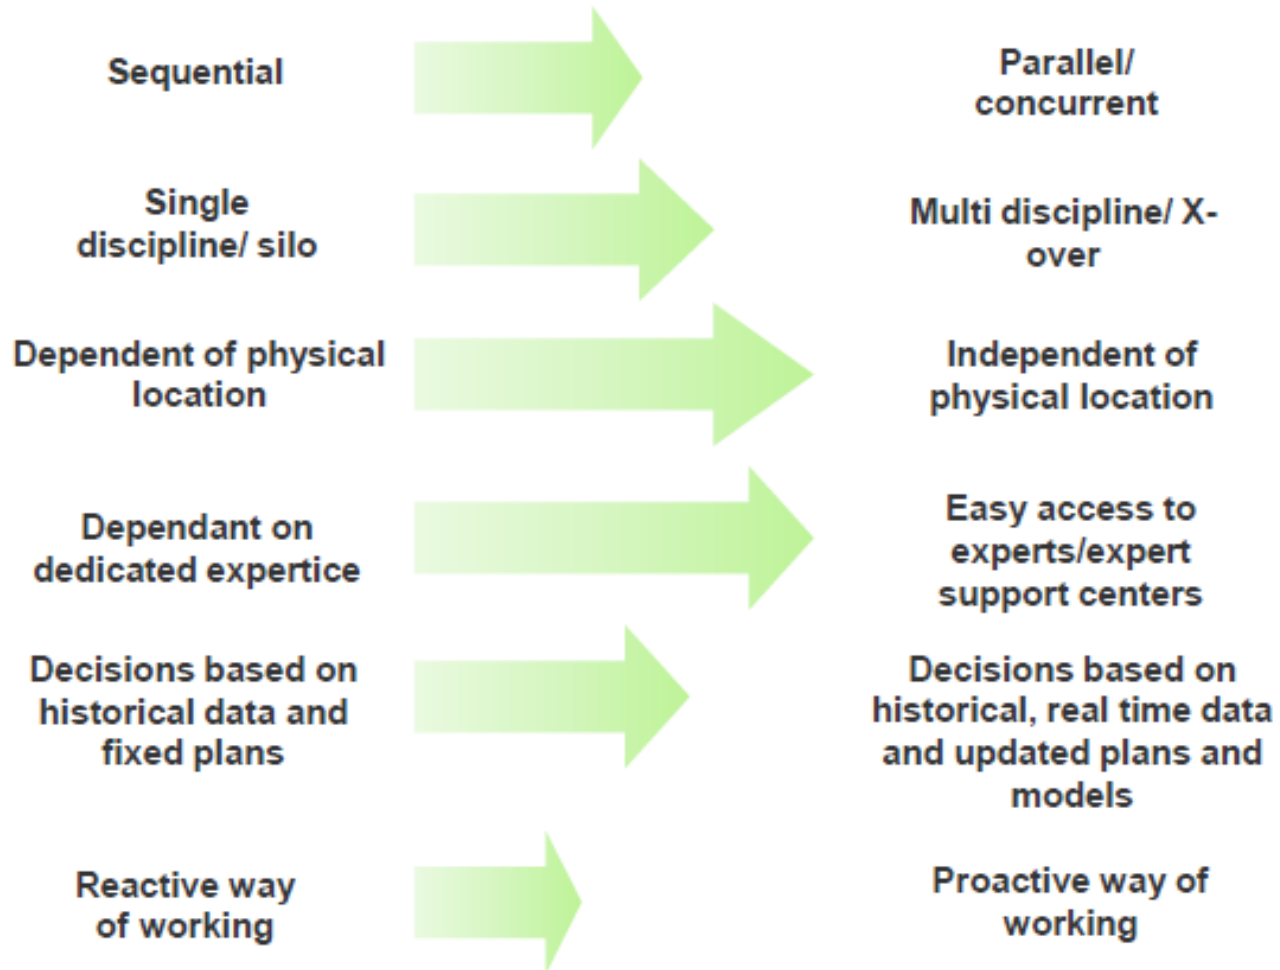 Sequential
Parallel/
concurrent
Single
discipline/ silo
Multi discipline/ X-
over
Dependent of physical
location
Independent of
physical location
Dependant on
dedicated expertice
Easy access to
experts/expert
support centers
Decisions based on
historical data and
fixed plans
Decisions based on
historical, real time data
and updated plans and
models
Reactive way
of working
Proactive way of
working